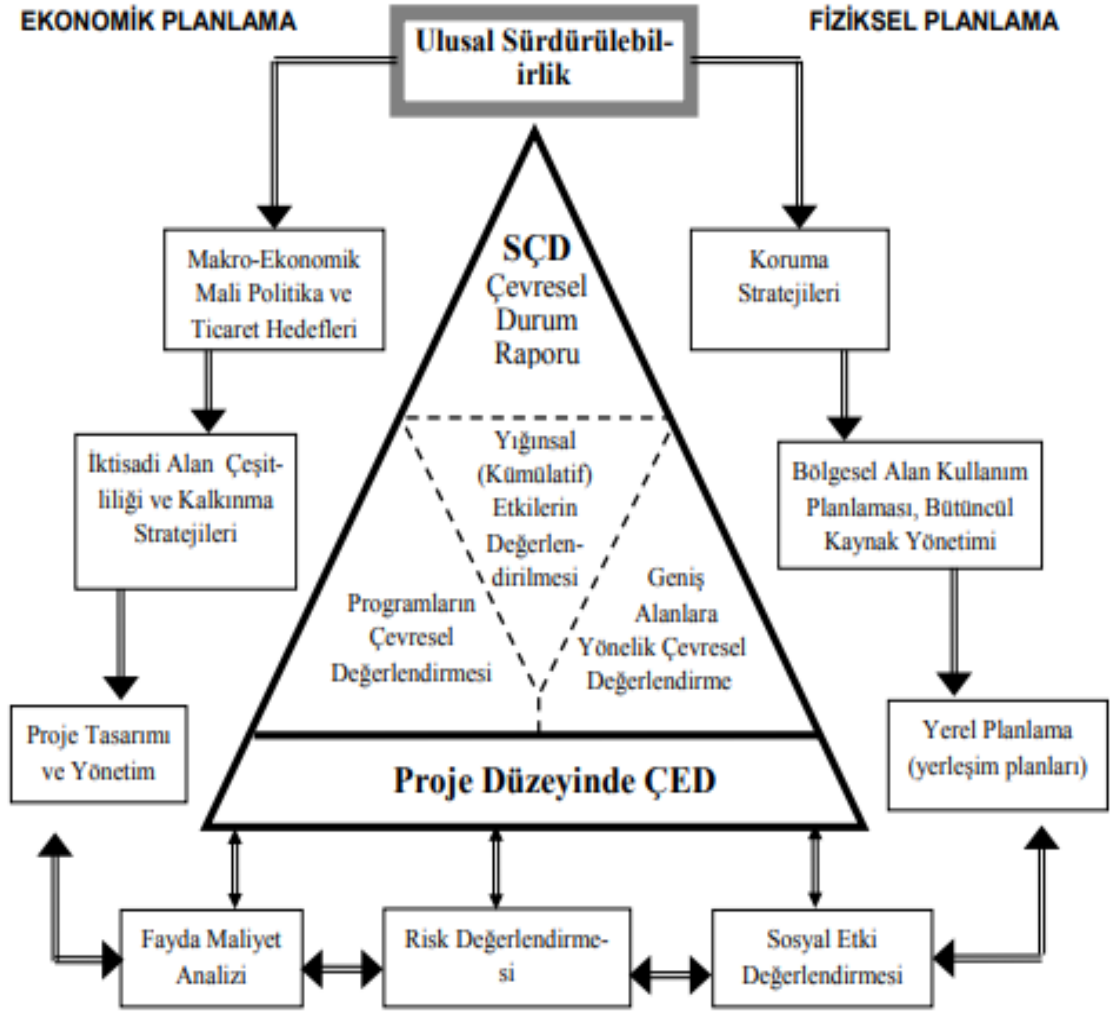 EKONOMİK PLANLAMA
FİZİKSEL PLANLAMA
Ulusal Sürdürülebil-
irlik
SÇD
Çevresel
Durum
Raporu
Makro-Ekonomik
Mali Politika ve
Ticaret Hedefleri
Koruma
Stratejileri
İktisadi Alan Çeşit-
liliği ve Kalkınma
Stratejileri
Yığınsal
(Kümülatif)
Etkilerin
Değerlen-
dirilmesi
Bölgesel Alan Kullanım
Planlaması, Bütüncül
Kaynak Yönetimi
Programların
Çevresel
Değerlendirmesi
Geniş
Alanlara
Yönelik Çevresel
Değerlendirme
Proje Tasarımı
ve Yönetim
Yerel Planlama
(yerleşim planları)
Proje Düzeyinde ÇED
Fayda Maliyet
Analizi
Risk Değerlendirme-
si
Sosyal Etki
Değerlendirmesi